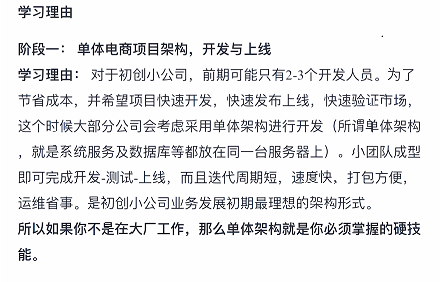 学习理由
阶段一： 单体电商项目架构，开发与上线
学习理由： 对于初创小公司，前期可能只有2-3个开发人员。为了
节省成本，并希望项目快速开发，快速发布上线，快速验证市场，
这个时候大部分公司会考虑采用单体架构进行开发（所谓单体架构
，就是系统服务及数据库等都放在同一台服务器上）。小团队成型
即可完成开发-测试-上线，而且迭代周期短，速度快，打包方便，
运维省事。是初创小公司业务发展初期最理想的架构形式。
所以如果你不是在大厂工作，那么单体架构就是你必须掌握的硬技
能。